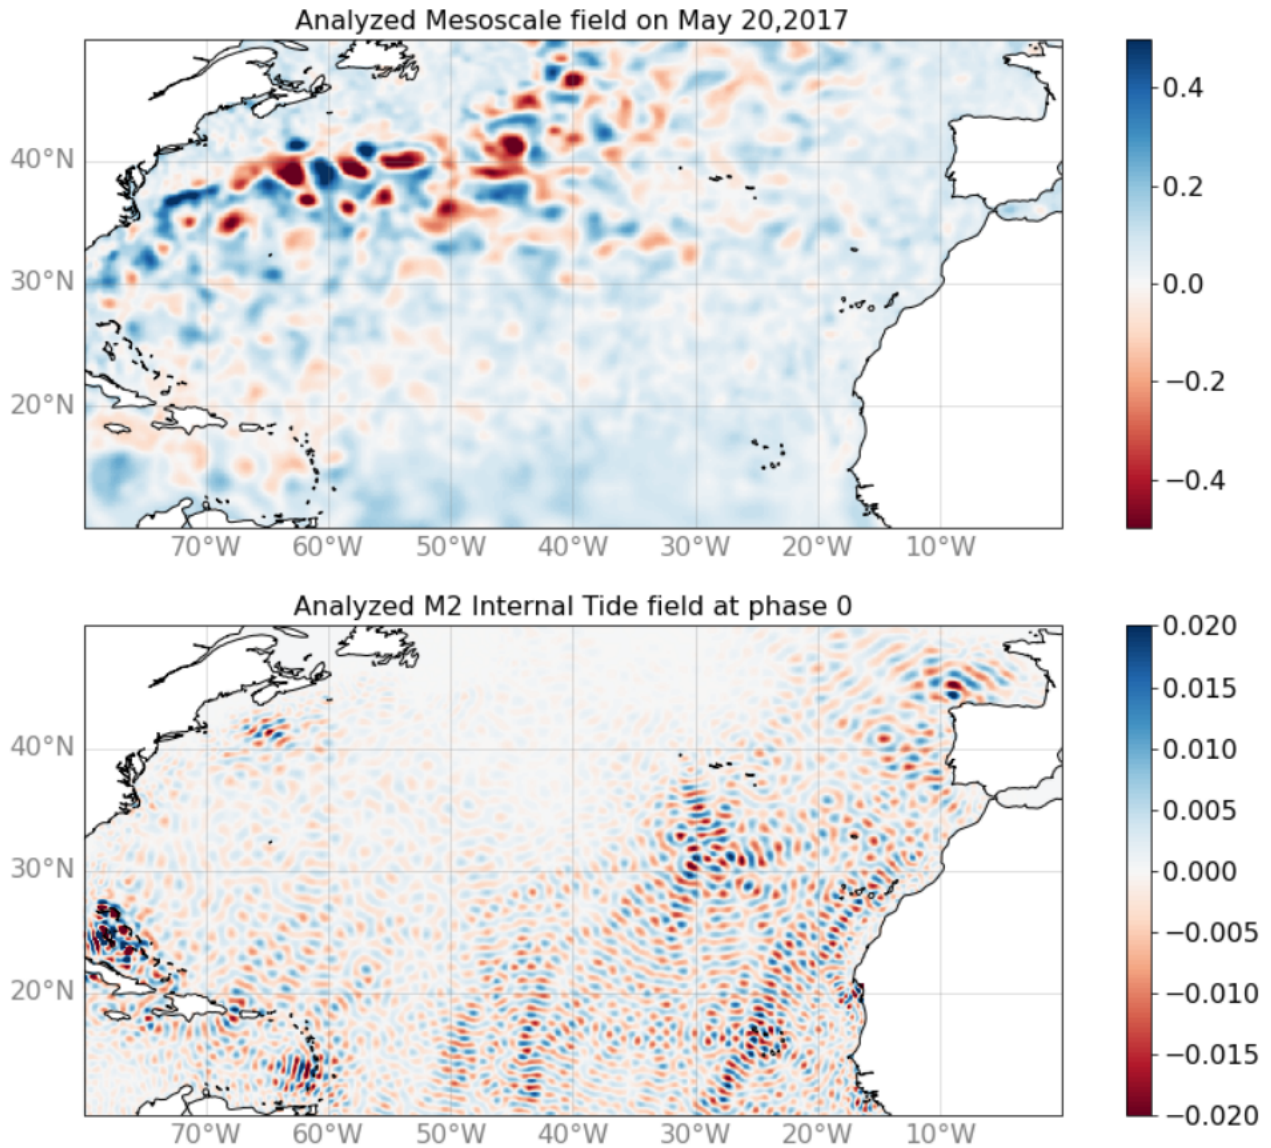 Analyzed Mesoscale field on May 20,2017
40°N
30°N
20°N
70°W 60°W 50°W 40°W 30°W 20°W 10°W
0.4
0.2
0.0
−0.2
−0.4
Analyzed M2 Internal Tide field at phase 0
40°N
30°N
20°N
70°W 60°W 50°W 40°W 30°W 20°W 10°W
0.020
0.015
0.010
0.005
0.000
−0.005
−0.010
−0.015
−0.020